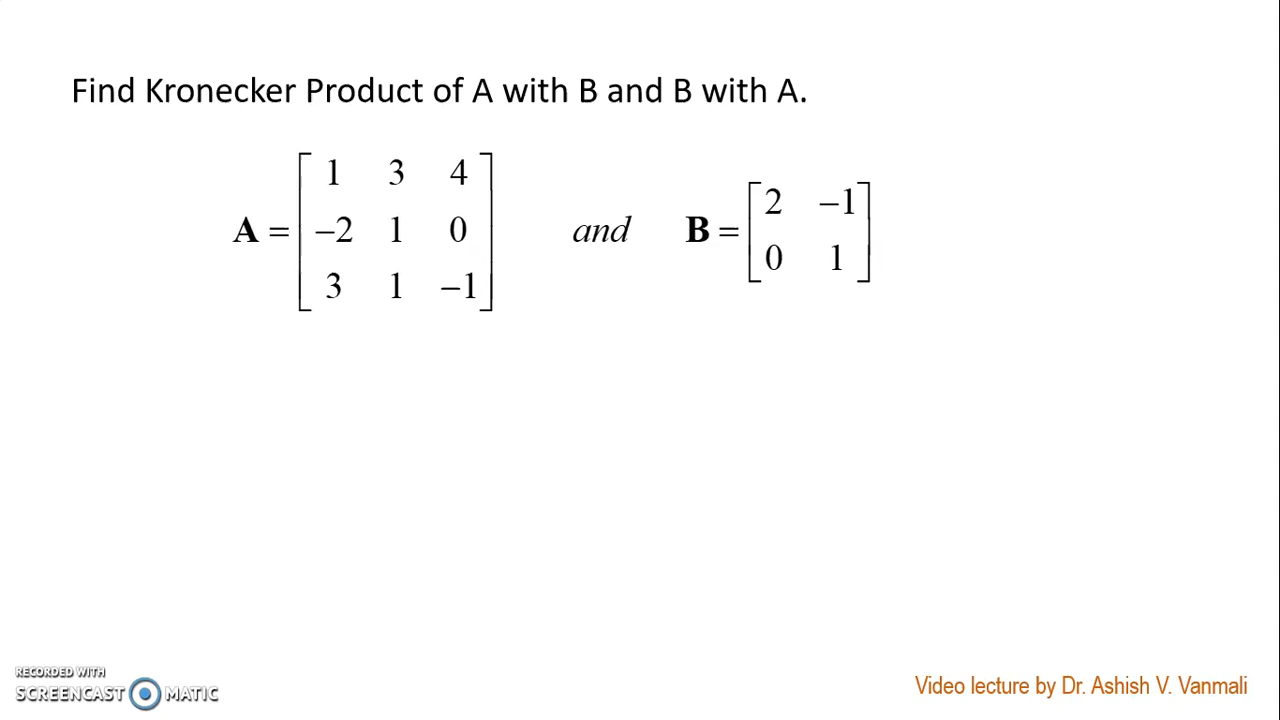 Find Kronecker Product of A with B and B with A.
A = [ 1 3 4
−2 1 0
3 1 −1 ]
and
B = [ 2 −1
0 1 ]
RECORDED WITH
SCREENCAST MATIC
Video lecture by Dr. Ashish V. Vanmali